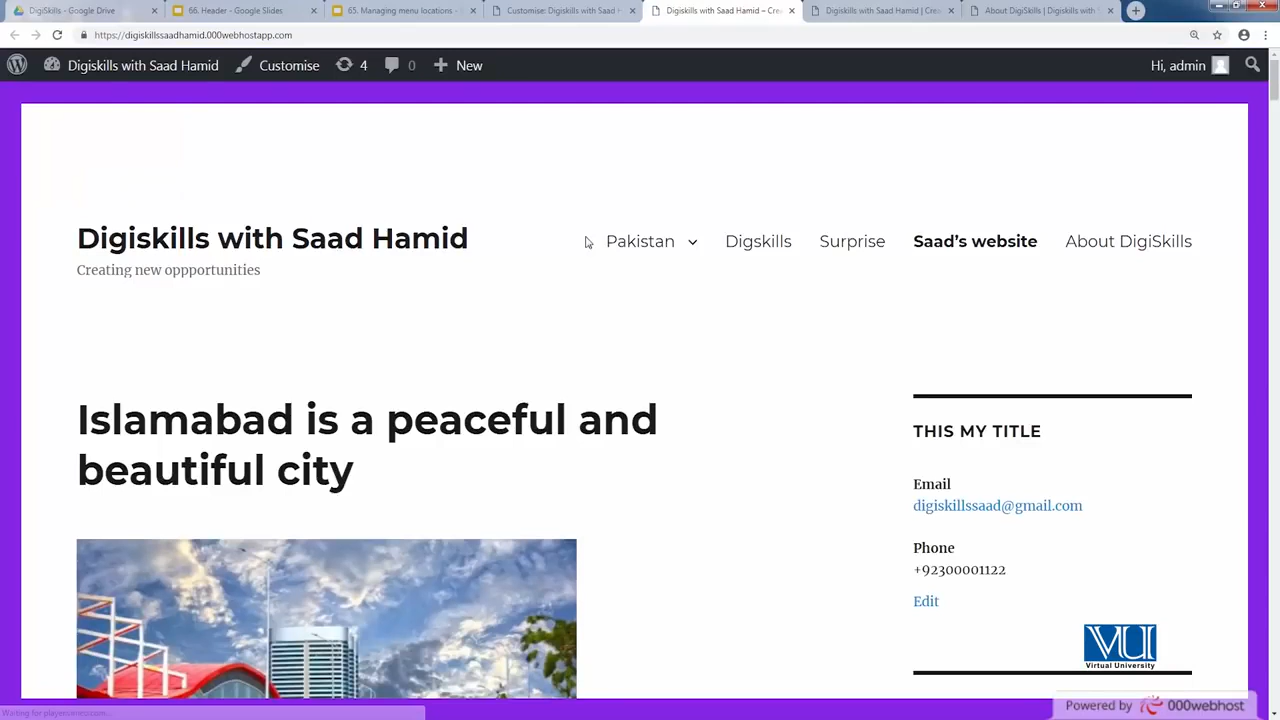 DigiSkills - Google Drive
66. Header - Google Slides
65. Managing menu locations -
Customise: Digiskills with Saad H
Digiskills with Saad Hamid – Cre
Digiskills with Saad Hamid | Crea
About DigiSkills | Digiskills with S
https://digiskillssaadhamid.000webhostapp.com
Digiskills with Saad Hamid
Customise
4
0
New
Hi, admin
Digiskills with Saad Hamid
Creating new oppportunities
Pakistan
Digskills
Surprise
Saad's website
About DigiSkills
Islamabad is a peaceful and
beautiful city
THIS MY TITLE
Email
digiskillssaad@gmail.com
Phone
+92300001122
Edit
VU
Virtual University
Powered by 000webhost